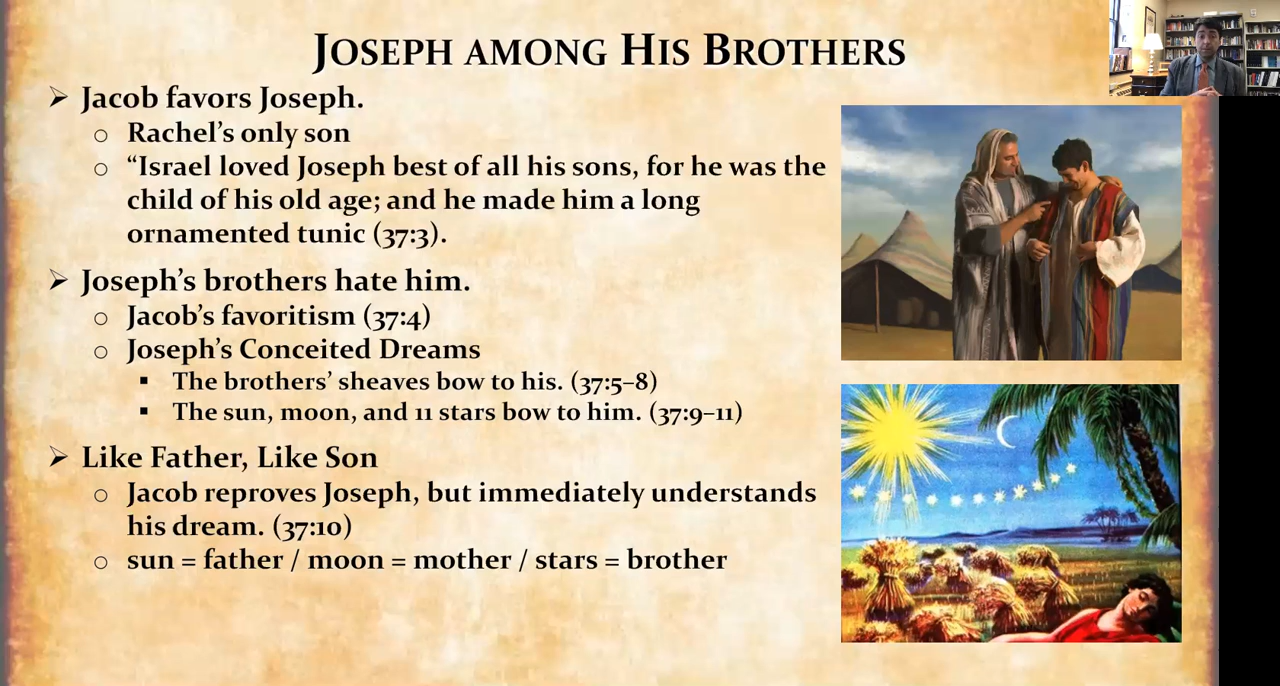 Joseph among His Brothers
➢ Jacob favors Joseph.
○ Rachel’s only son
○ “Israel loved Joseph best of all his sons, for he was the
child of his old age; and he made him a long
ornamented tunic (37:3).
➢ Joseph’s brothers hate him.
○ Jacob’s favoritism (37:4)
○ Joseph’s Conceited Dreams
▪ The brothers’ sheaves bow to his. (37:5–8)
▪ The sun, moon, and 11 stars bow to him. (37:9–11)
➢ Like Father, Like Son
○ Jacob reproves Joseph, but immediately understands
his dream. (37:10)
○ sun = father / moon = mother / stars = brother